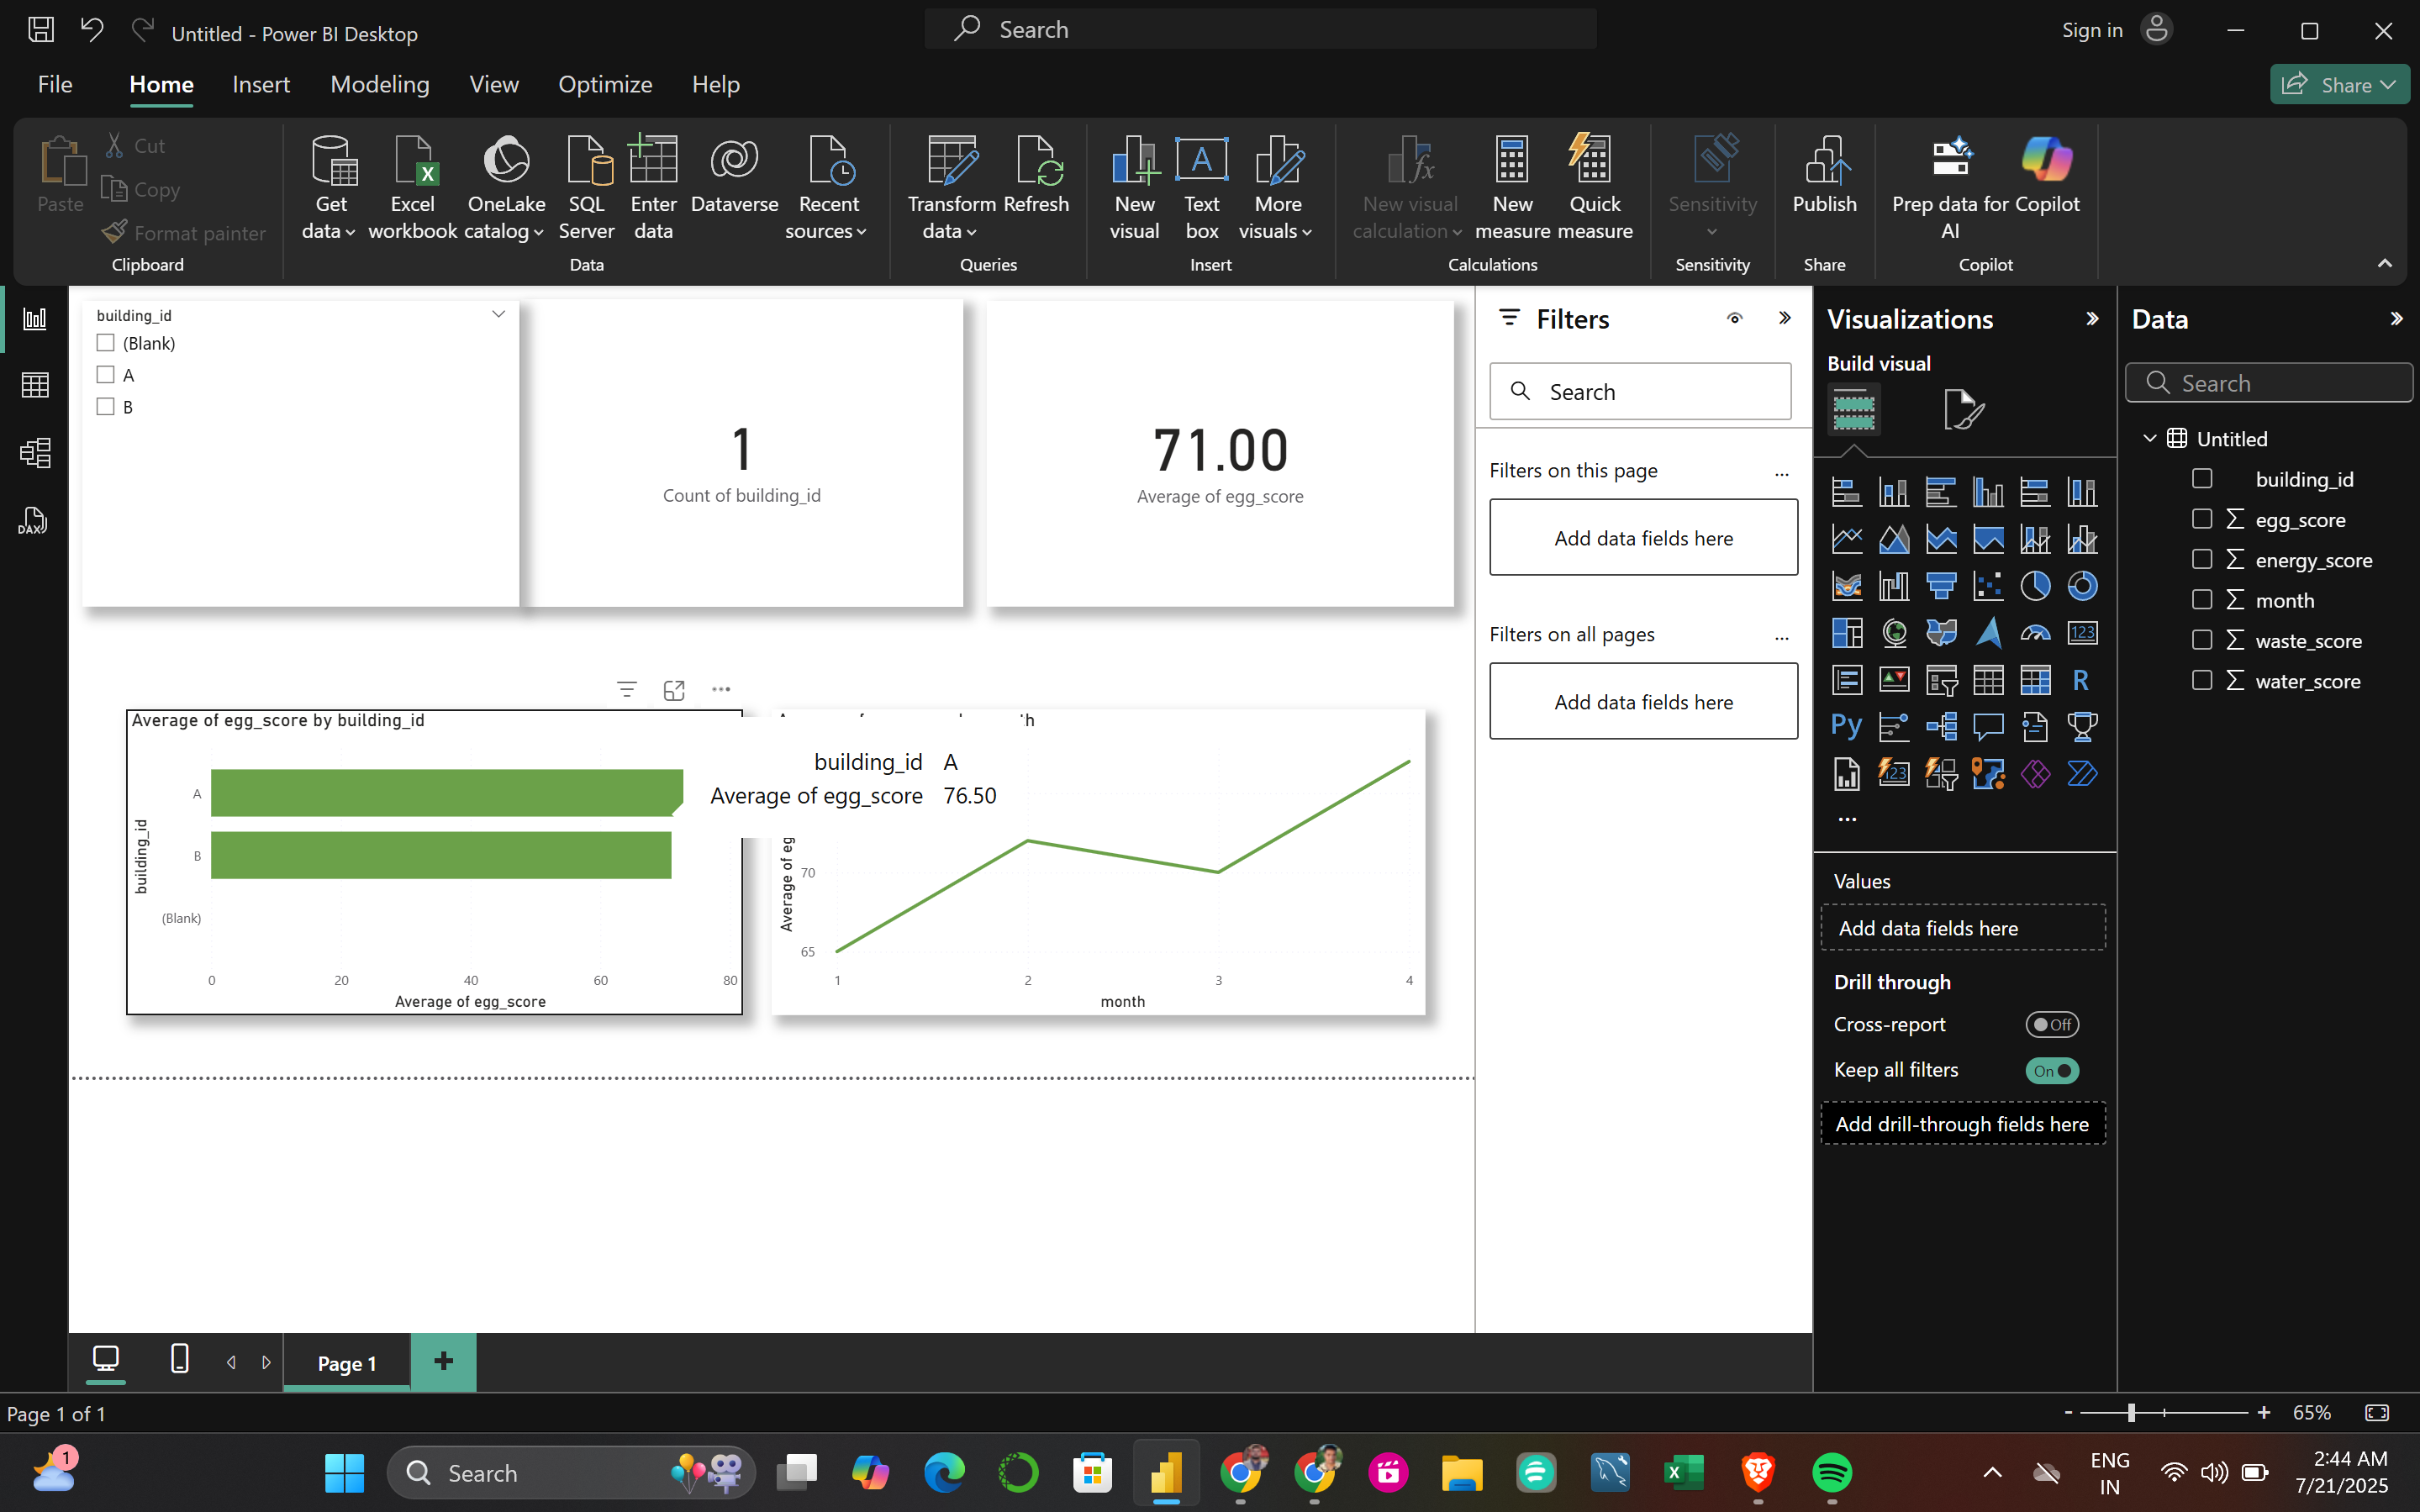 Untitled - Power BI Desktop
Search
Sign in
File
Home
Insert
Modeling
View
Optimize
Help
Share
Paste
Cut
Copy
Format painter
Clipboard
Get
data
Excel
workbook
OneLake
catalog
SQL
Server
Enter
data
Dataverse
Recent
sources
Data
Transform
data
Refresh
Queries
New
visual
Text
box
More
visuals
Insert
New visual
calculation
New
measure
Quick
measure
Calculations
Sensitivity
Sensitivity
Publish
Share
Prep data for
AI
Copilot
Copilot
DAX
building_id
(Blank)
A
B
1
Count of building_id
71.00
Average of egg_score
Average of egg_score by building_id
building_id
A
B
(Blank)
0
20
40
60
80
Average of egg_score
building_id A
Average of egg_score 76.50
Average of eg
70
65
1
2
3
4
month
Filters
Search
Filters on this page
...
Add data fields here
Filters on all pages
...
Add data fields here
Visualizations
Build visual
123
R
Py
123
...
Values
Add data fields here
Drill through
Cross-report
Off
Keep all filters
On
Add drill-through fields here
Data
Search
Untitled
building_id
egg_score
energy_score
month
waste_score
water_score
Page 1
Page 1 of 1
- + 65%
1
Search
ENG
IN
2:44 AM
7/21/2025